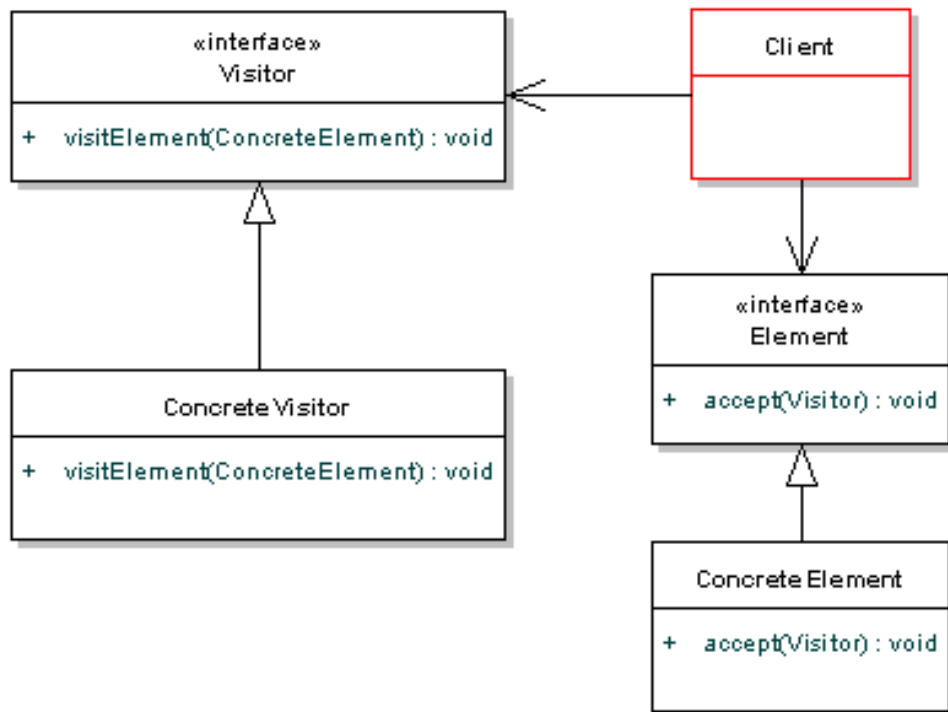 «interface»
Visitor
+ visitElement(ConcreteElement) : void
Client
«interface»
Element
+ accept(Visitor) : void
Concrete Visitor
+ visitElement(ConcreteElement) : void
Concrete Element
+ accept(Visitor) : void